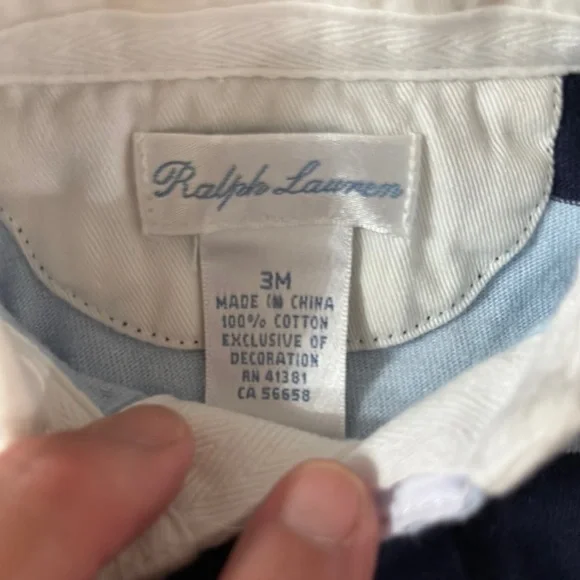 Ralph Lauren
3M
MADE IN CHINA
100% COTTON
EXCLUSIVE OF
DECORATION
RN 41381
CA 56658